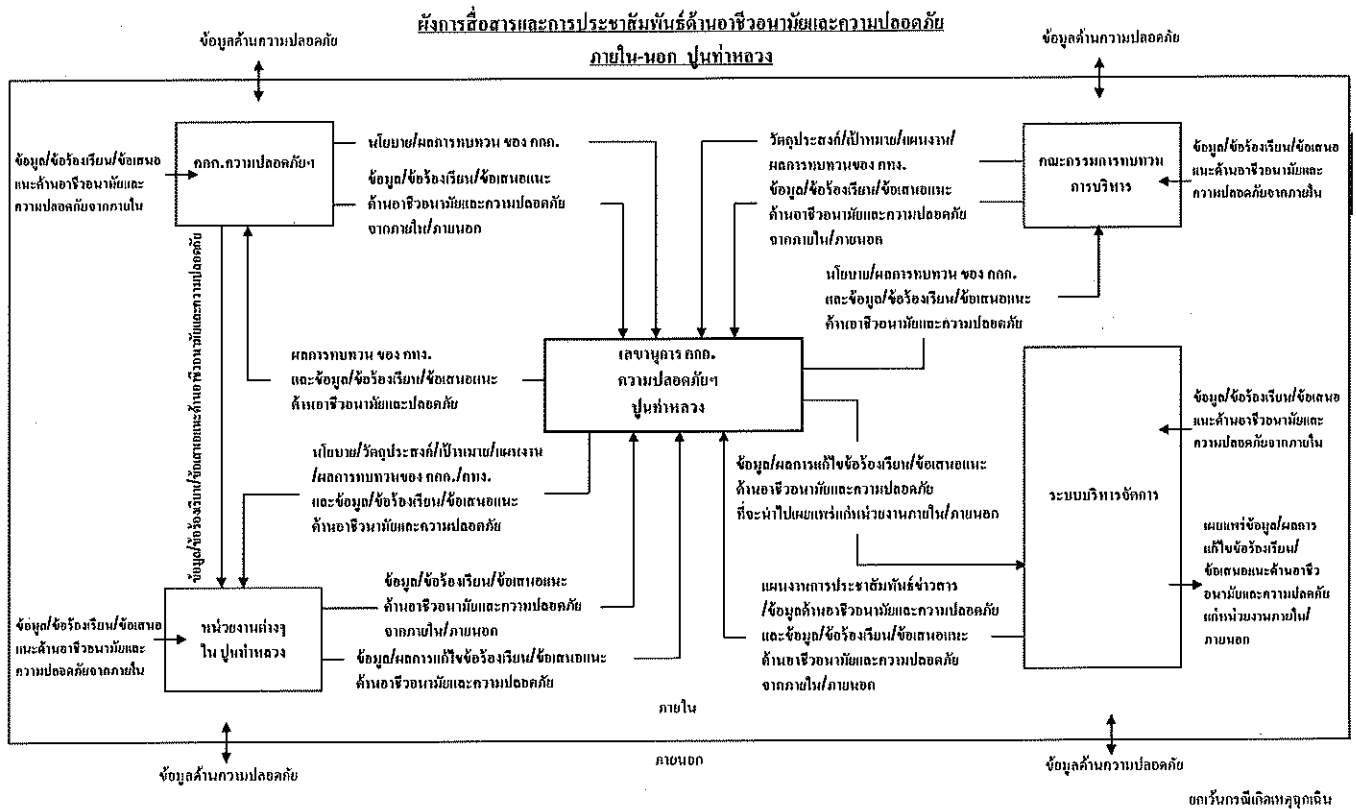 ผังการสื่อสารและการประชาสัมพันธ์ด้านอาชีวอนามัยและความปลอดภัย
ภายใน-นอก ปูนท่าหลวง
ข้อมูลด้านความปลอดภัย
ข้อมูลด้านความปลอดภัย
ข้อมูล/ข้อร้องเรียน/ข้อเสนอ
แนะด้านอาชีวอนามัยและ
ความปลอดภัยจากภายใน
คกก.ความปลอดภัยฯ
นโยบาย/ผลการทบทวน ของ คกก.
ข้อมูล/ข้อร้องเรียน/ข้อเสนอแนะ
ด้านอาชีวอนามัยและความปลอดภัย
จากภายใน/ภายนอก
วัตถุประสงค์/เป้าหมาย/แผนงาน/
ผลการทบทวนของ คทง.
ข้อมูล/ข้อร้องเรียน/ข้อเสนอแนะ
ด้านอาชีวอนามัยและความปลอดภัย
จากภายใน/ภายนอก
คณะกรรมการทบทวน
การบริหาร
ข้อมูล/ข้อร้องเรียน/ข้อเสนอ
แนะด้านอาชีวอนามัยและ
ความปลอดภัยจากภายใน
ข้อมูล/ข้อร้องเรียน/ข้อเสนอแนะด้านอาชีวอนามัยและความปลอดภัย
นโยบาย/ผลการทบทวน ของ คกก.
และข้อมูล/ข้อร้องเรียน/ข้อเสนอแนะ
ด้านอาชีวอนามัยและความปลอดภัย
ผลการทบทวน ของ คทง.
และข้อมูล/ข้อร้องเรียน/ข้อเสนอแนะ
ด้านอาชีวอนามัยและปลอดภัย
เลขานุการ คกก.
ความปลอดภัยฯ
ปูนท่าหลวง
ข้อมูล/ข้อร้องเรียน/ข้อเสนอ
แนะด้านอาชีวอนามัยและ
ความปลอดภัยจากภายใน
นโยบาย/วัตถุประสงค์/เป้าหมาย/แผนงาน
/ผลการทบทวนของ คกก./คทง.
และข้อมูล/ข้อร้องเรียน/ข้อเสนอแนะ
ด้านอาชีวอนามัยและความปลอดภัย
ข้อมูล/ผลการแก้ไขข้อร้องเรียน/ข้อเสนอแนะ
ด้านอาชีวอนามัยและความปลอดภัย
ที่จะนำไปเผยแพร่แก่หน่วยงานภายใน/ภายนอก
ระบบบริหารจัดการ
เผยแพร่ข้อมูล/ผลการ
แก้ไขข้อร้องเรียน/
ข้อเสนอแนะด้านอาชีว
อนามัยและความปลอดภัย
แก่หน่วยงานภายใน/
ภายนอก
ข้อมูล/ข้อร้องเรียน/ข้อเสนอ
แนะด้านอาชีวอนามัยและ
ความปลอดภัยจากภายใน
หน่วยงานต่างๆ
ใน ปูนท่าหลวง
ข้อมูล/ข้อร้องเรียน/ข้อเสนอแนะ
ด้านอาชีวอนามัยและความปลอดภัย
จากภายใน/ภายนอก
ข้อมูล/ผลการแก้ไขข้อร้องเรียน/ข้อเสนอแนะ
ด้านอาชีวอนามัยและความปลอดภัย
แผนงานการประชาสัมพันธ์ข่าวสาร
/ข้อมูลด้านอาชีวอนามัยและความปลอดภัย
และข้อมูล/ข้อร้องเรียน/ข้อเสนอแนะ
ด้านอาชีวอนามัยและความปลอดภัย
จากภายใน/ภายนอก
ภายใน
ภายนอก
ข้อมูลด้านความปลอดภัย
ข้อมูลด้านความปลอดภัย
ยกเว้นกรณีเกิดเหตุฉุกเฉิน